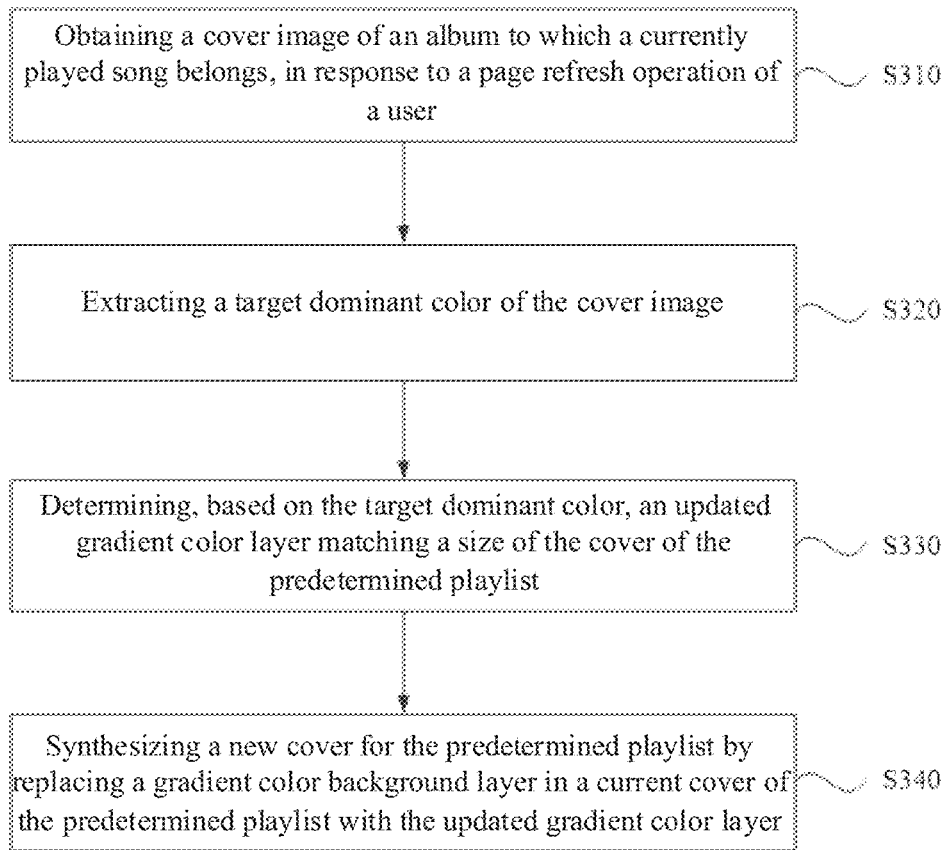 Obtaining a cover image of an album to which a currently
played song belongs, in response to a page refresh operation of
a user
S310
Extracting a target dominant color of the cover image
S320
Determining, based on the target dominant color, an updated
gradient color layer matching a size of the cover of the
predetermined playlist
S330
Synthesizing a new cover for the predetermined playlist by
replacing a gradient color background layer in a current cover of
the predetermined playlist with the updated gradient color layer
S340